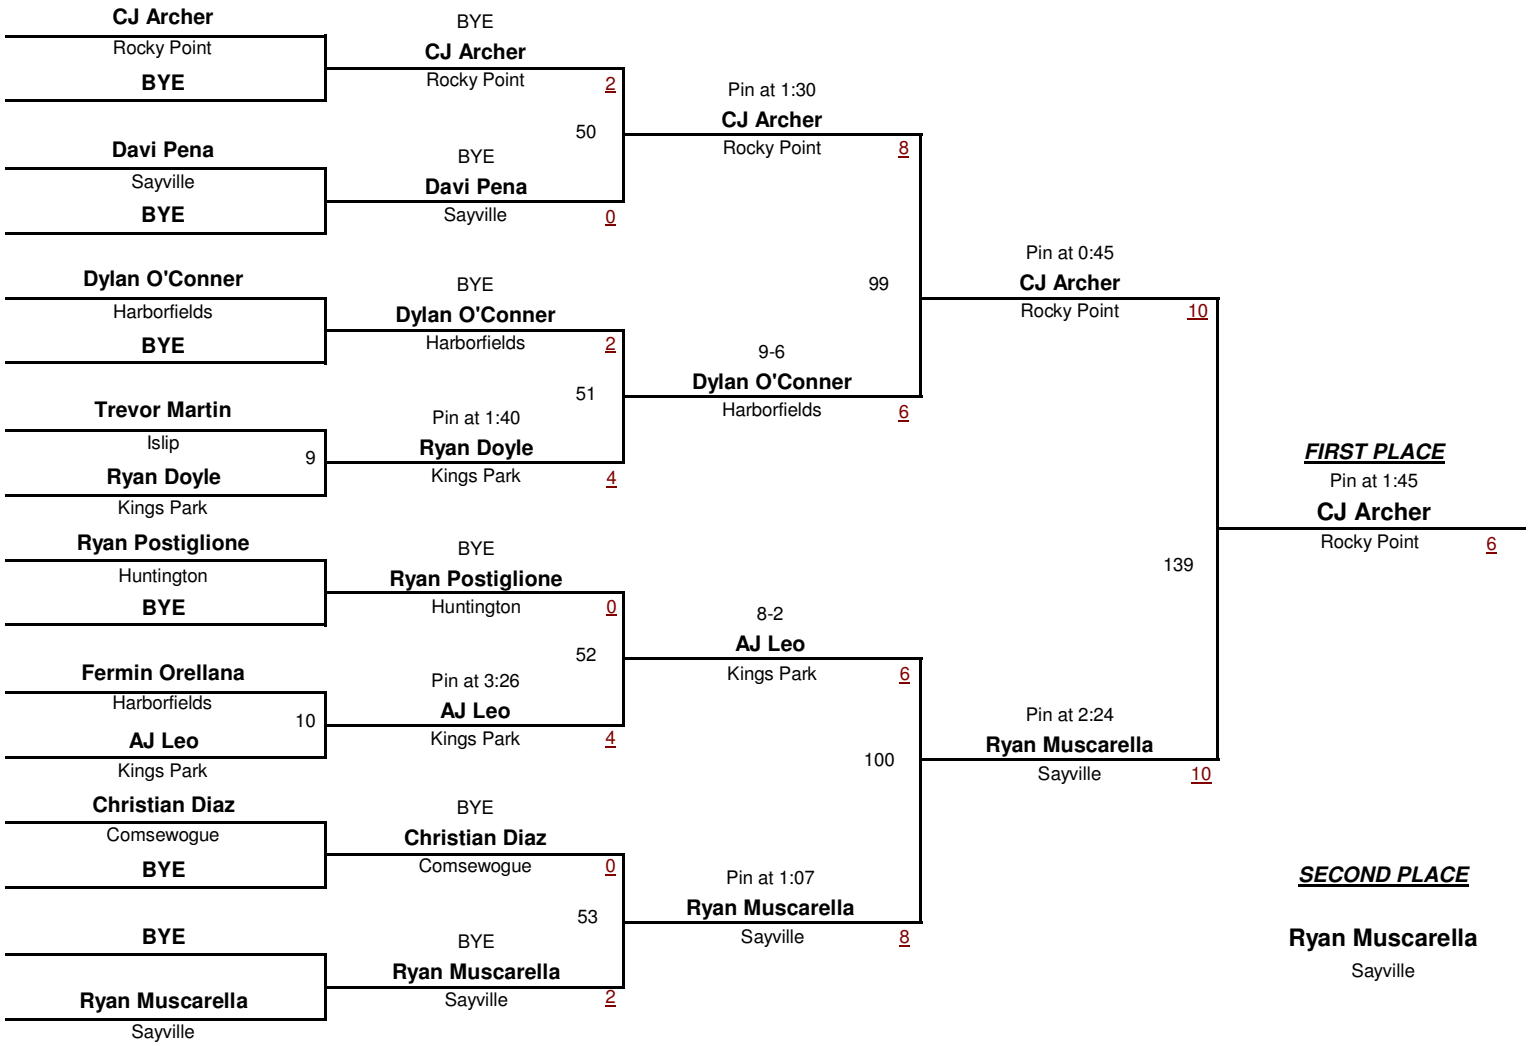 CJ Archer
Rocky Point
BYE
Davi Pena
Sayville
BYE
Dylan O'Conner
Harborfields
BYE
Trevor Martin
Islip
9
Ryan Doyle
Kings Park
Ryan Postiglione
Huntington
BYE
Fermin Orellana
Harborfields
10
AJ Leo
Kings Park
Christian Diaz
Comsewogue
BYE
BYE
Ryan Muscarella
Sayville
BYE
CJ Archer
Rocky Point
2
50
BYE
Davi Pena
Sayville
0
BYE
Dylan O'Conner
Harborfields
2
51
Pin at 1:40
Ryan Doyle
Kings Park
4
BYE
Ryan Postiglione
Huntington
0
52
Pin at 3:26
AJ Leo
Kings Park
4
BYE
Christian Diaz
Comsewogue
0
53
BYE
Ryan Muscarella
Sayville
2
Pin at 1:30
CJ Archer
Rocky Point
8
99
9-6
Dylan O'Conner
Harborfields
6
8-2
AJ Leo
Kings Park
6
100
Pin at 1:07
Ryan Muscarella
Sayville
8
Pin at 0:45
CJ Archer
Rocky Point
10
139
Pin at 2:24
Ryan Muscarella
Sayville
10
FIRST PLACE
Pin at 1:45
CJ Archer
Rocky Point
6
SECOND PLACE
Ryan Muscarella
Sayville